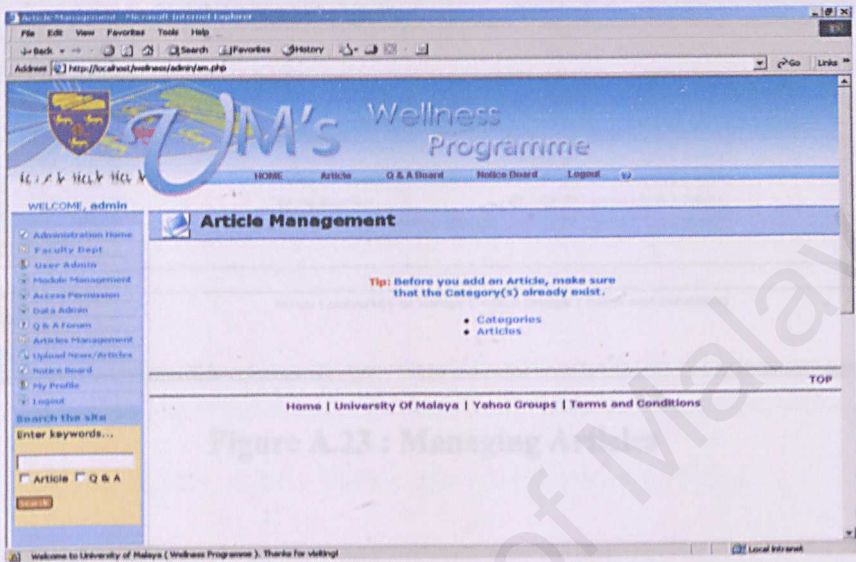 Article Management - Microsoft Internet Explorer
File Edit View Favorites Tools Help
Back Search Favorites History
Address http://localhost/wellness/admin/am.php Go Links »
UM's Wellness
Programme
HOME Article Q & A Board Notice Board Logout
WELCOME, admin
Article Management
Administration Home
Faculty Dept
User Admin
Module Management
Access Permission
Data Admin
Q & A Forum
Articles Management
Upload News/Articles
Notice Board
My Profile
Logout
Tip: Before you add an Article, make sure
that the Category(s) already exist.
• Categories
• Articles
TOP
Home | University Of Malaya | Yahoo Groups | Terms and Conditions
Search the site
Enter keywords...
Article Q & A
Search
Figure A.23 : Managing Articles
Welcome to University of Malaya ( Wellness Programme ). Thanks for visiting!
Local intranet
of Malay